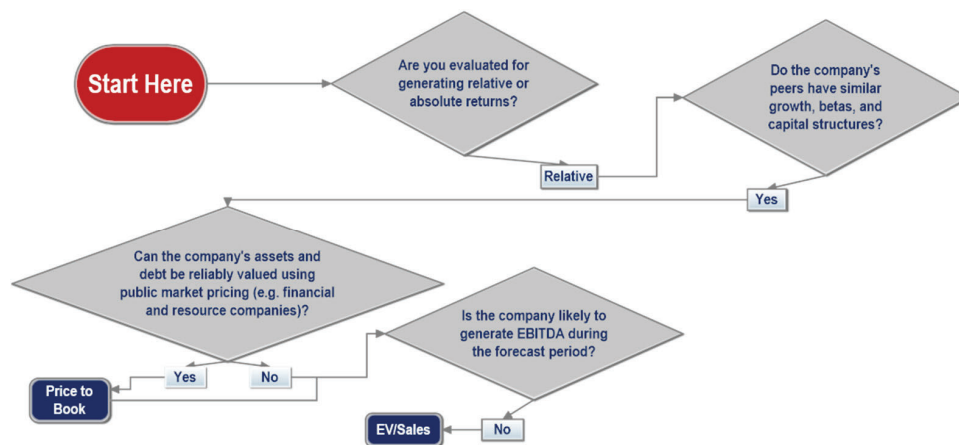 Start Here
Are you evaluated for
generating relative or
absolute returns?
Do the company's
peers have similar
growth, betas, and
capital structures?
Relative
Yes
Can the company's assets and
debt be reliably valued using
public market pricing (e.g. financial
and resource companies)?
Is the company likely to
generate EBITDA during
the forecast period?
Yes
No
Price to
Book
EV/Sales
No